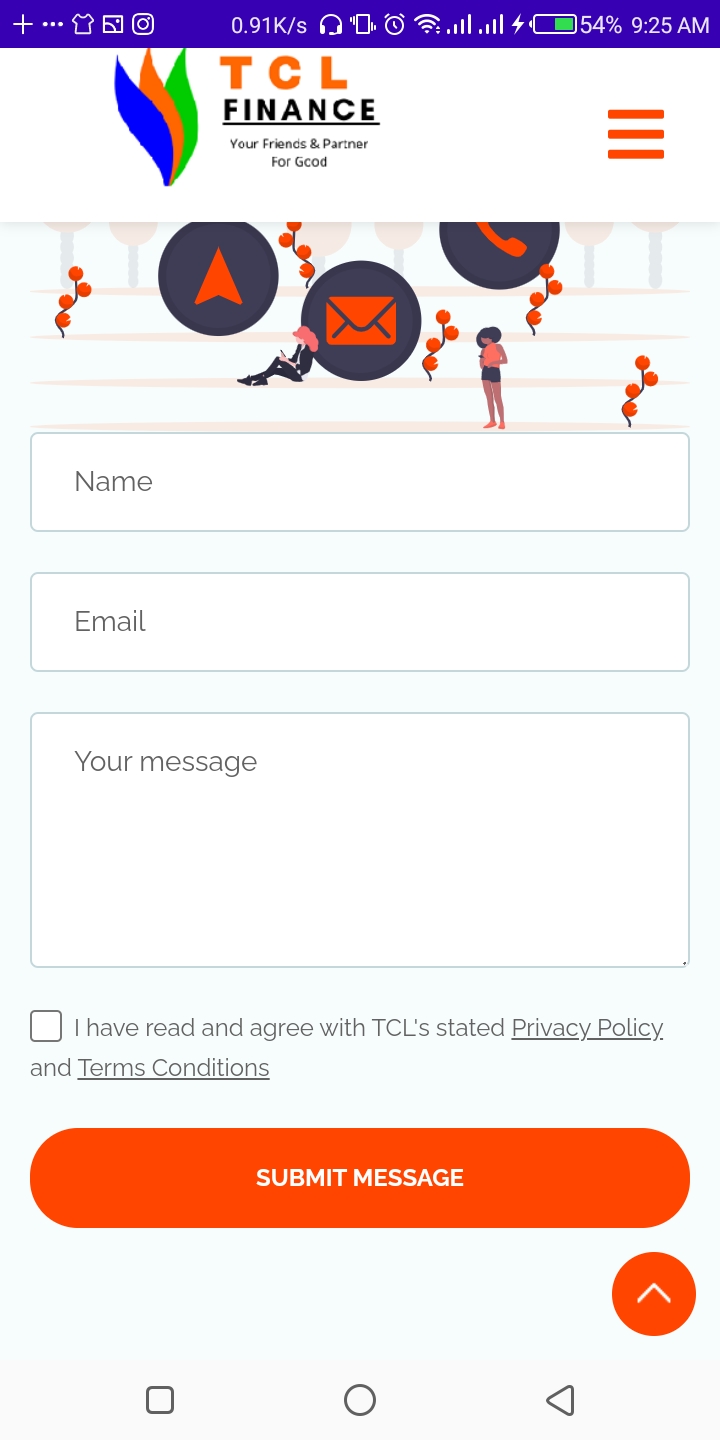 0.91K/s 54% 9:25 AM
TCL
FINANCE
Your Friends & Partner
For Good
Name
Email
Your message
I have read and agree with TCL's stated Privacy Policy
and Terms Conditions
SUBMIT MESSAGE